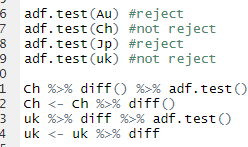 6 adf.test(Au) #reject
7 adf.test(Ch) #not reject
8 adf.test(Jp) #reject
9 adf.test(uk) #not reject
0
1 Ch %>% diff() %>% adf.test()
2 Ch <- Ch %>% diff()
3 uk %>% diff %>% adf.test()
4 uk <- uk %>% diff